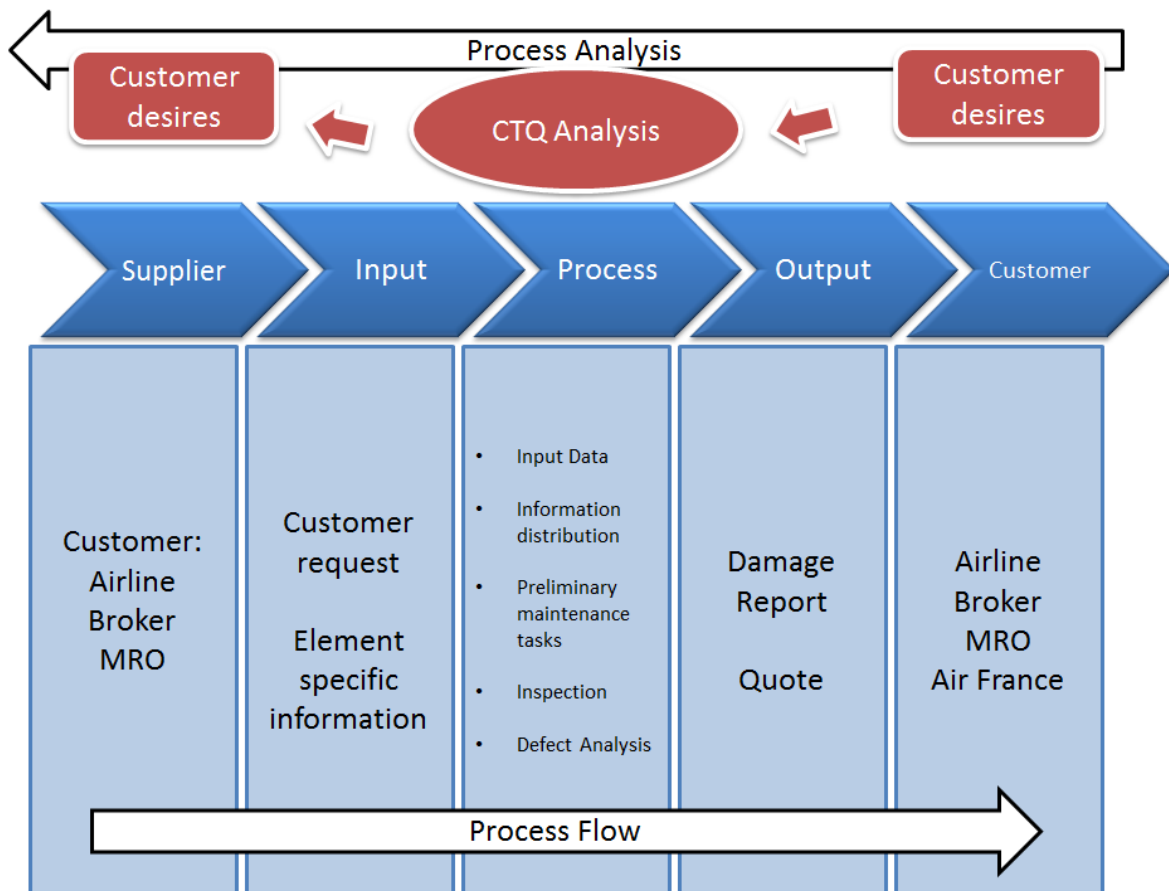 Process Analysis
Customer
desires
CTQ Analysis
Customer
desires
Supplier
Input
Process
Output
Customer
Customer:
Airline
Broker
MRO
Customer
request
Element
specific
information
• Input Data
• Information
distribution
• Preliminary
maintenance
tasks
• Inspection
• Defect Analysis
Damage
Report
Quote
Airline
Broker
MRO
Air France
Process Flow